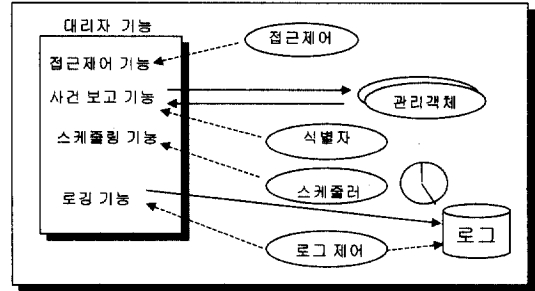 대리자 기능
접근제어
접근제어 기능
사건 보고 기능
관리객체
스케줄링 기능
식별자
스케줄러
로깅 기능
로그
로그 제어